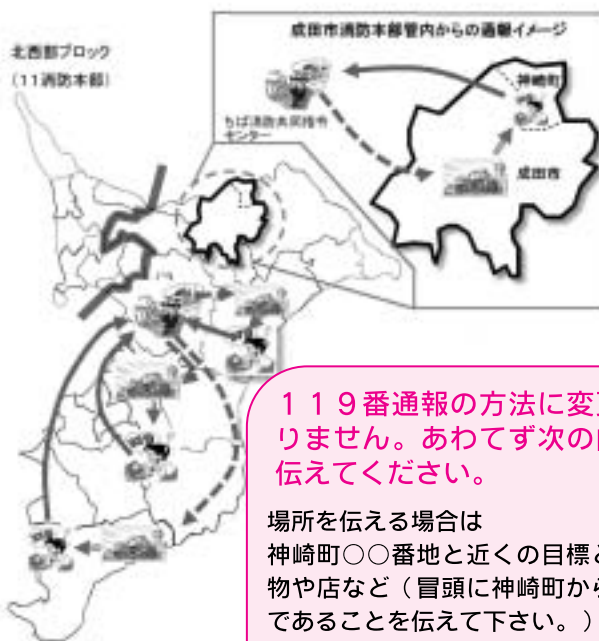 北西部ブロック
(11消防本部)
成田市消防本部管内からの通報イメージ
神崎町
ちば消防共同指令
センター
成田市
119番通報の方法に変
りません。あわてず次の
伝えてください。
場所を伝える場合は
神崎町○○番地と近くの目標
物や店など(冒頭に神崎町か
であることを伝えて下さい。)